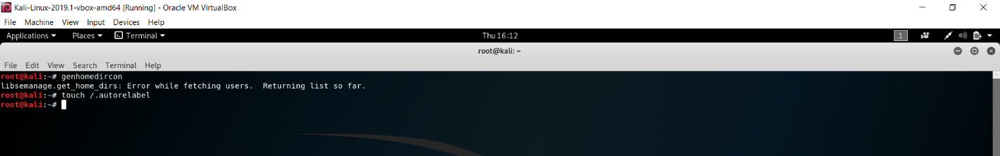 Kali-Linux-2019.1-vbox-amd64 [Running] - Oracle VM VirtualBox
File Machine View Input Devices Help
Applications Places Terminal Thu 16:12 1
root@kali: ~
File Edit View Search Terminal Help
root@kali:~# genhomedircon
libsemanage.get_home_dirs: Error while fetching users.  Returning list so far.
root@kali:~# touch /.autorelabel
root@kali:~#